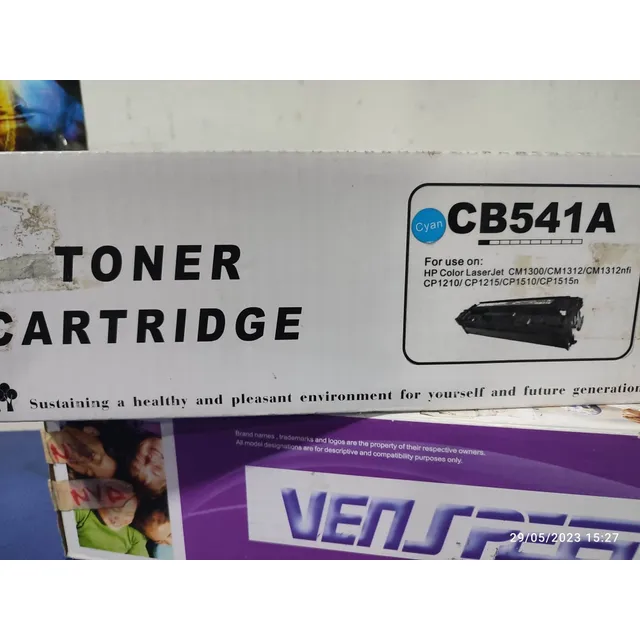 Cyan
CB541A
For use on:
HP Color LaserJet CM1300/CM1312/CM1312nfi
CP1210/ CP1215/CP1510/CP1515n
TONER
CARTRIDGE
Sustaining a healthy and pleasant environment for yourself and future generation
Brand names , trademarks and logos are the property of their respective owners.
All model designations are for descriptive and compatibility purposes only.
N/A
29/05/2023 15:27